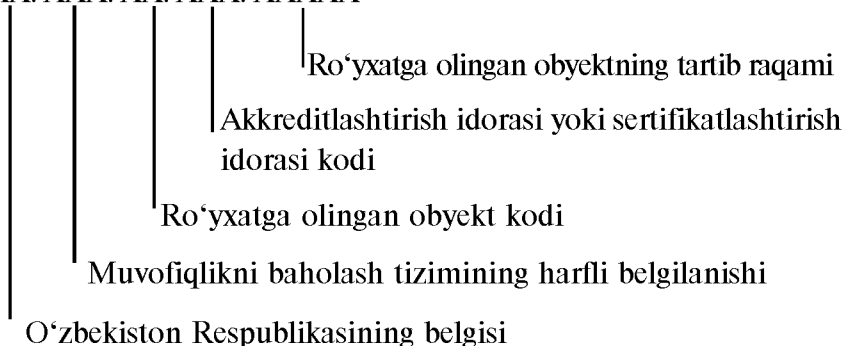 Ro‘yxatga olingan obyektning tartib raqami
Akkreditlashtirish idorasi yoki sertifikatlashtirish
idorasi kodi
Ro‘yxatga olingan obyekt kodi
Muvofiqlikni baholash tizimining harfli belgilanishi
O‘zbekiston Respublikasining belgisi